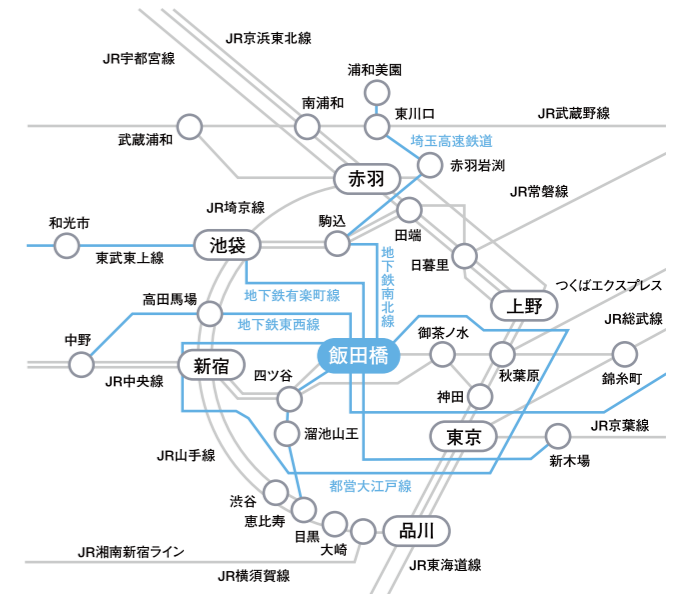 JR京浜東北線
JR宇都宮線
浦和美園
南浦和
東川口
JR武蔵野線
武蔵浦和
埼玉高速鉄道
赤羽岩渕
赤羽
JR常磐線
JR埼京線
和光市
駒込
田端
池袋
東武東上線
地下鉄南北線
日暮里
つくばエクスプレス
地下鉄有楽町線
高田馬場
上野
地下鉄東西線
JR総武線
御茶ノ水
中野
飯田橋
新宿
四ツ谷
秋葉原
JR中央線
錦糸町
神田
溜池山王
東京
JR京葉線
JR山手線
新木場
都営大江戸線
渋谷
恵比寿
目黒
品川
大崎
JR湘南新宿ライン
JR東海道線
JR横須賀線